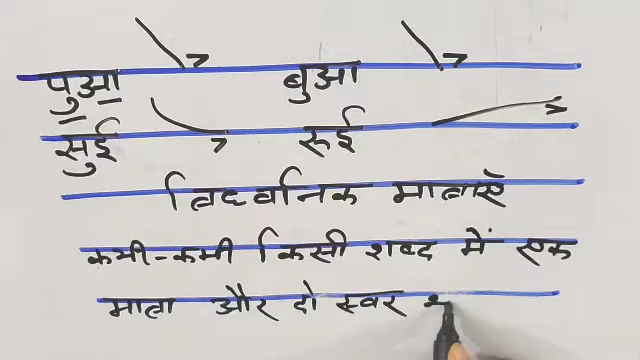 पुआ बुआ
सुई रूई
त्रिध्वनिक मात्राएँ
कभी-कभी किसी शब्द में एक
मात्रा और दो स्वर